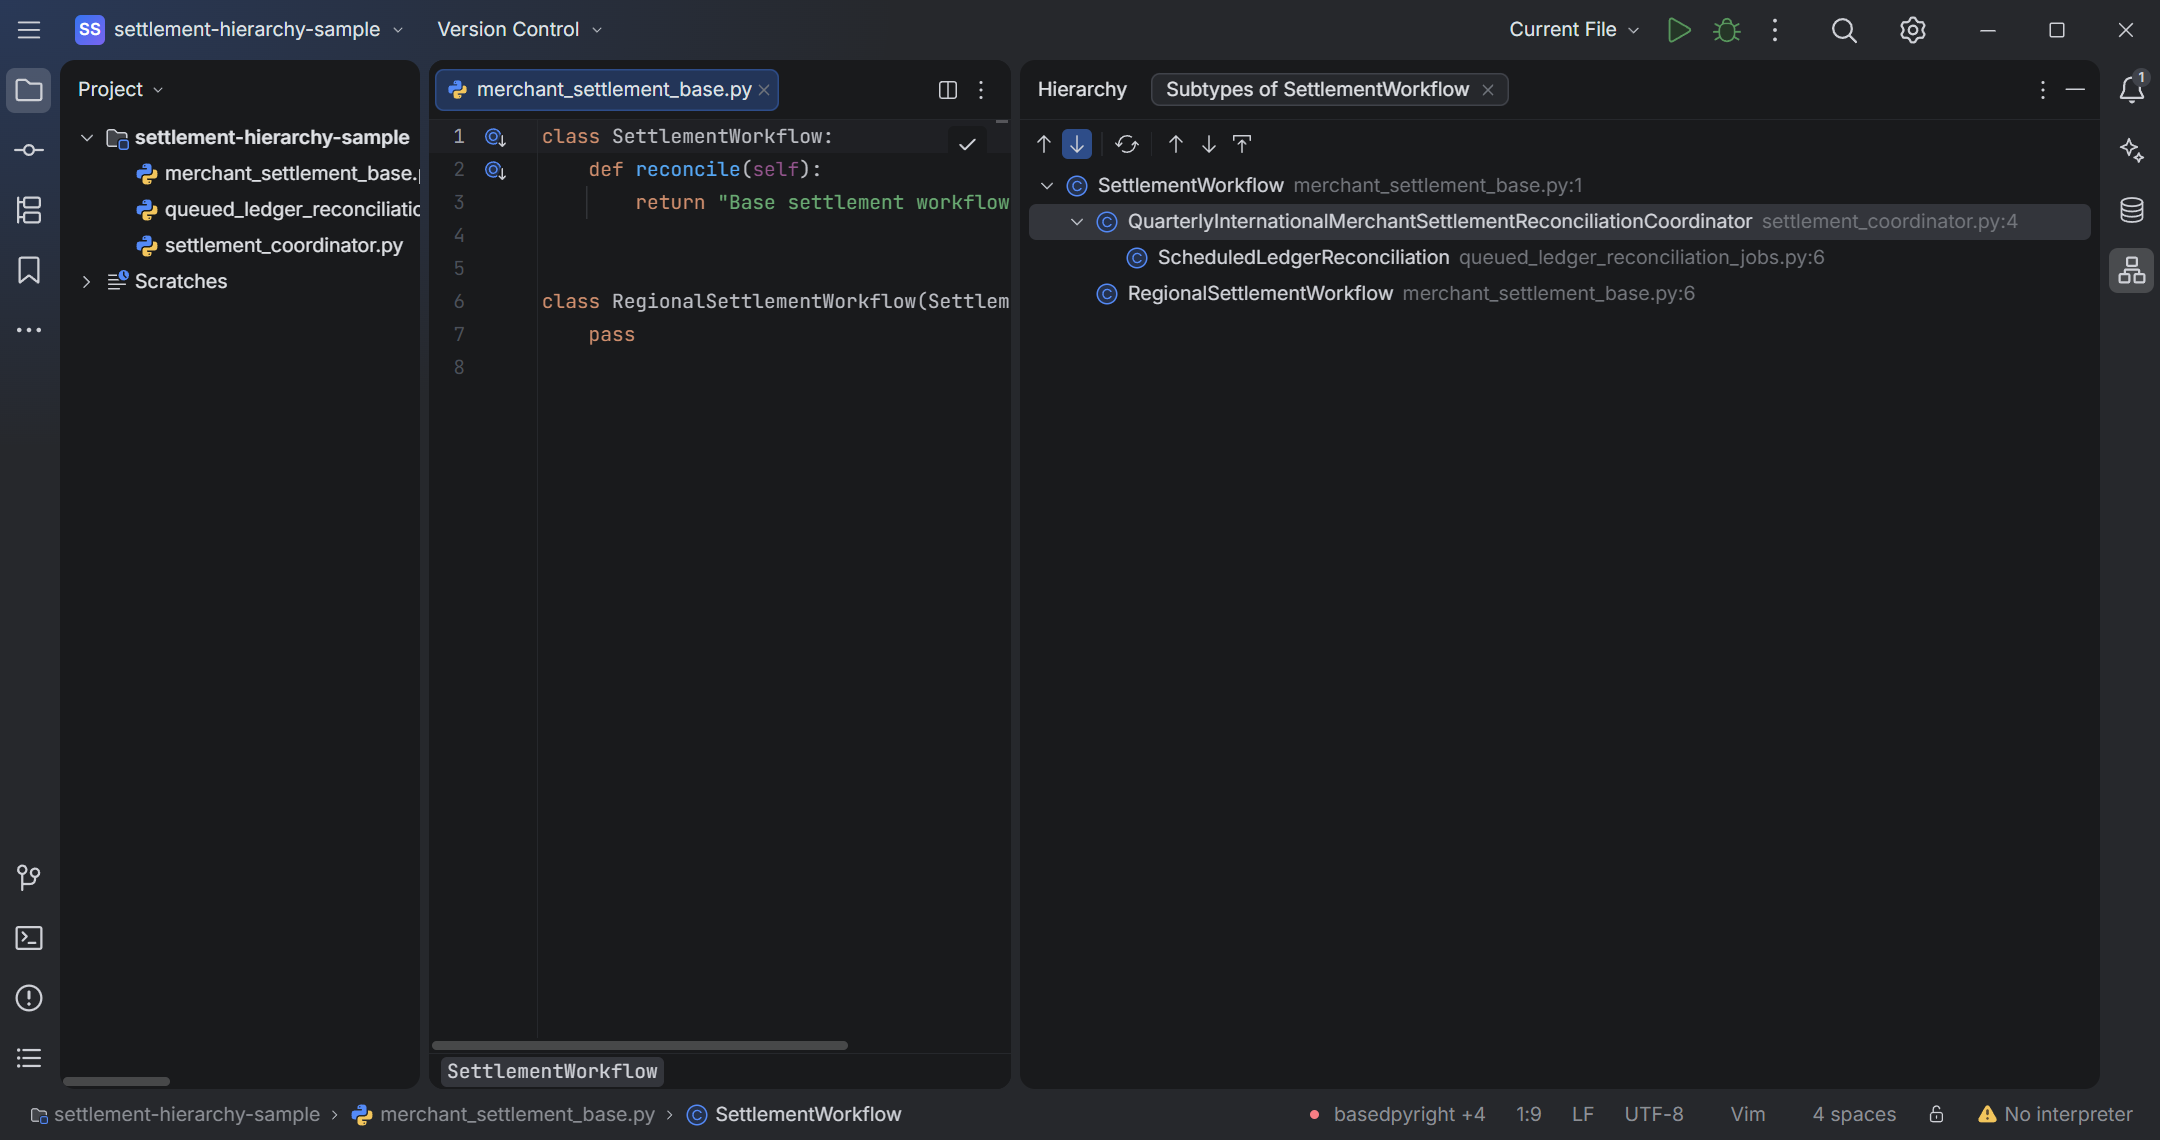 SS settlement-hierarchy-sample Version Control Current File
Project
settlement-hierarchy-sample
merchant_settlement_base.p
queued_ledger_reconciliatic
settlement_coordinator.py
Scratches
merchant_settlement_base.py
1 class SettlementWorkflow:
2 def reconcile(self):
3 return "Base settlement workflow
4
5
6 class RegionalSettlementWorkflow(Settlem
7 pass
8
SettlementWorkflow
Hierarchy Subtypes of SettlementWorkflow
SettlementWorkflow merchant_settlement_base.py:1
QuarterlyInternationalMerchantSettlementReconciliationCoordinator settlement_coordinator.py:4
ScheduledLedgerReconciliation queued_ledger_reconciliation_jobs.py:6
RegionalSettlementWorkflow merchant_settlement_base.py:6
1
settlement-hierarchy-sample › merchant_settlement_base.py › SettlementWorkflow basedpyright +4 1:9 LF UTF-8 Vim 4 spaces No interpreter